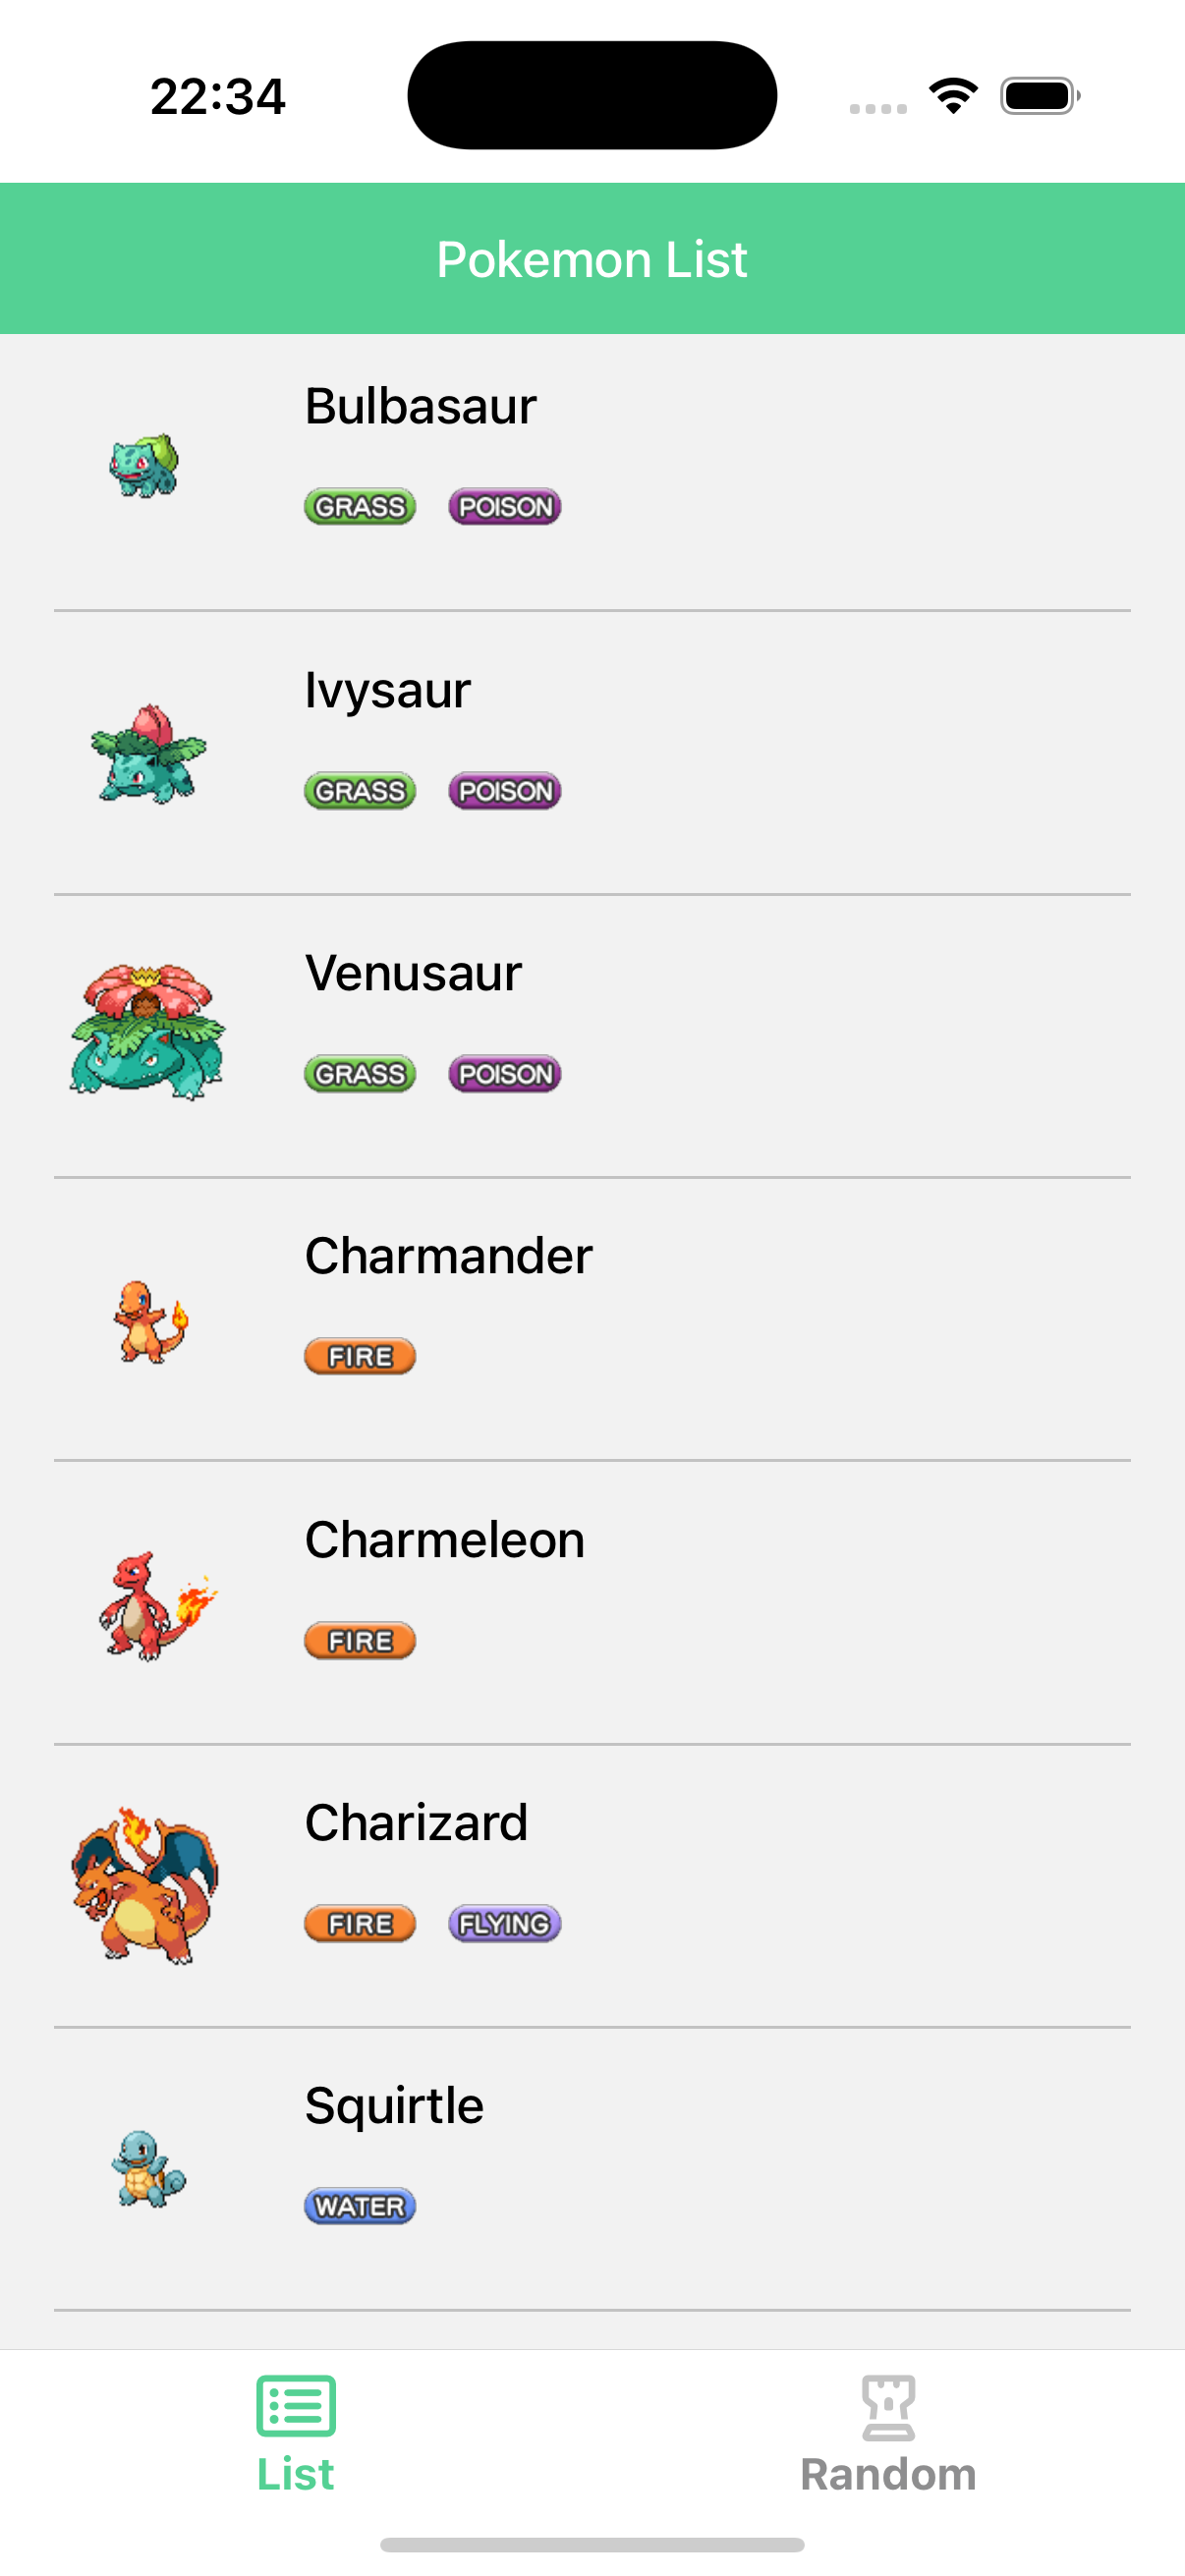 22:34
Pokemon List
Bulbasaur
GRASS POISON
Ivysaur
GRASS POISON
Venusaur
GRASS POISON
Charmander
FIRE
Charmeleon
FIRE
Charizard
FIRE FLYING
Squirtle
WATER
List Random